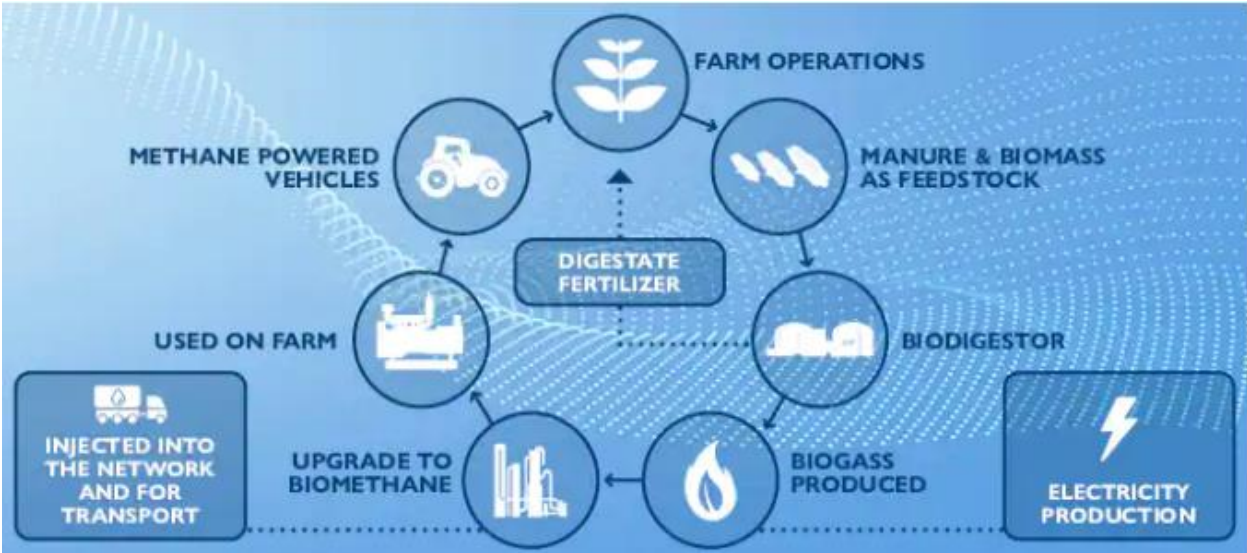 FARM OPERATIONS
METHANE POWERED
VEHICLES
MANURE & BIOMASS
AS FEEDSTOCK
DIGESTATE
FERTILIZER
USED ON FARM
BIODIGESTOR
INJECTED INTO
THE NETWORK
AND FOR
TRANSPORT
UPGRADE TO
BIOMETHANE
BIOGASS
PRODUCED
ELECTRICITY
PRODUCTION